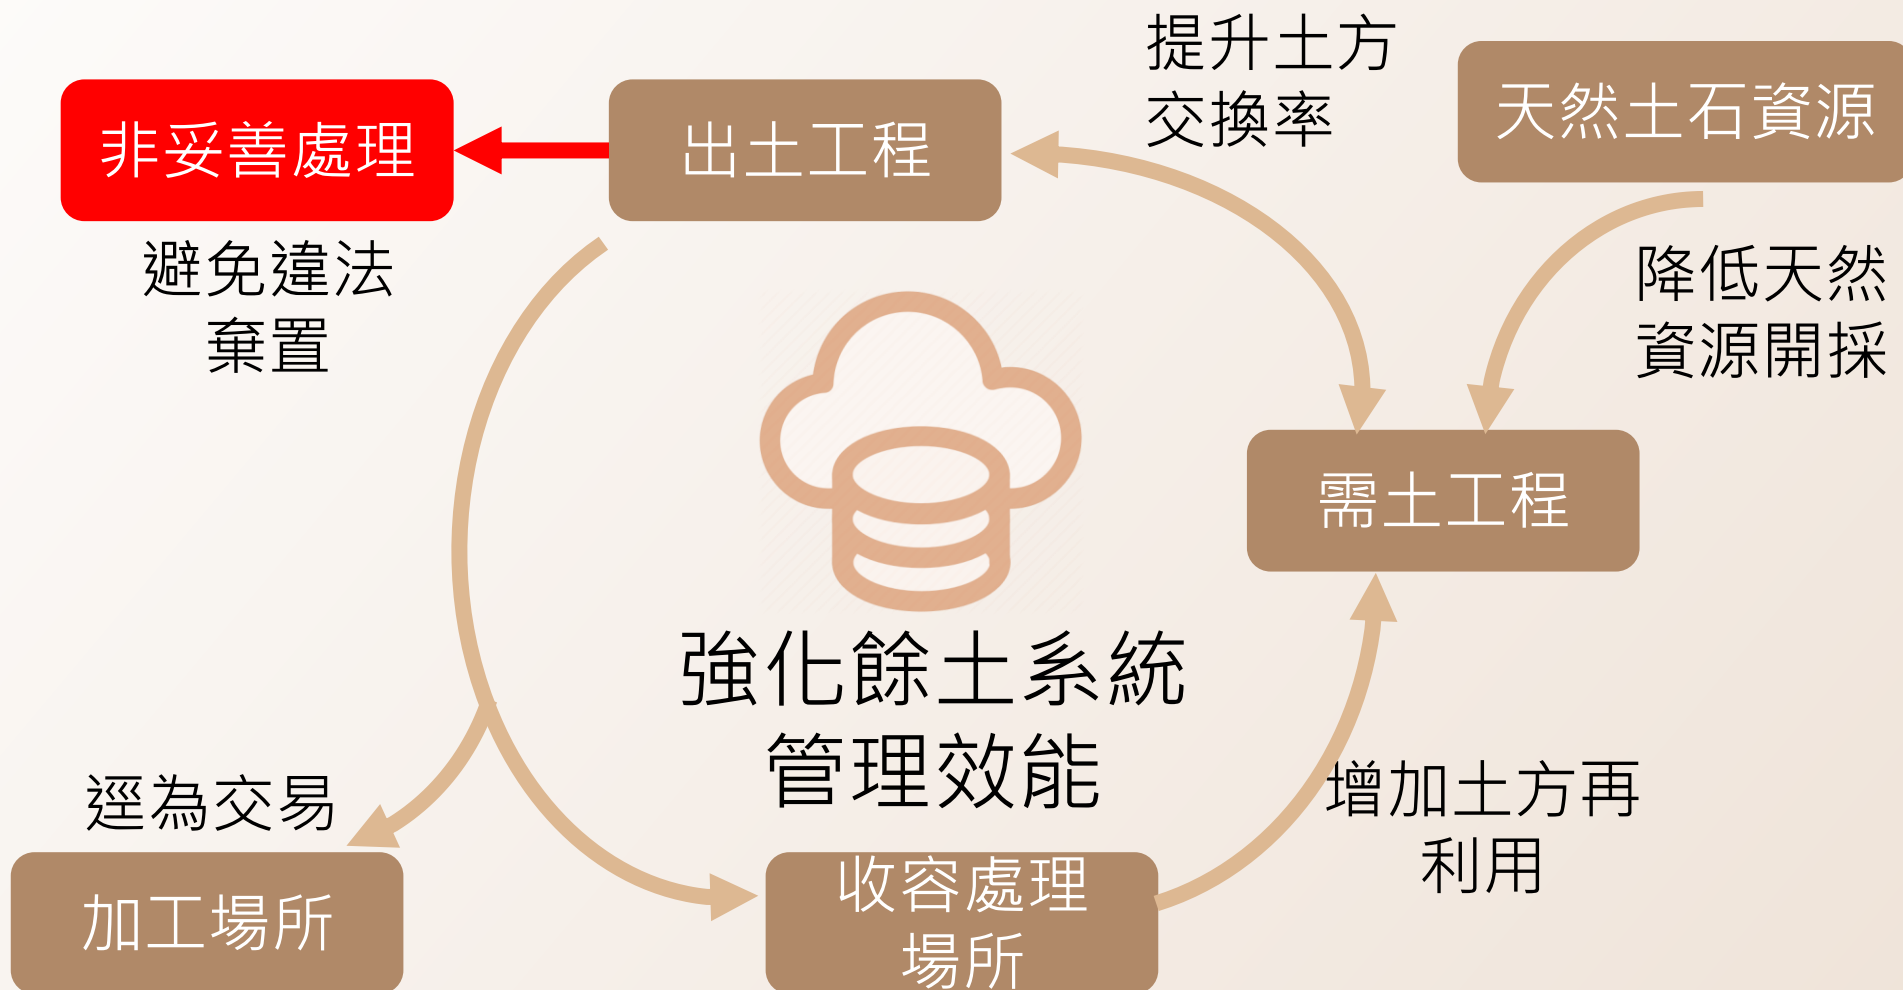 提升土方
交換率
天然土石資源
非妥善處理
出土工程
避免違法
棄置
降低天然
資源開採
需土工程
強化餘土系統
管理效能
逕為交易
增加土方再
利用
加工場所
收容處理
場所